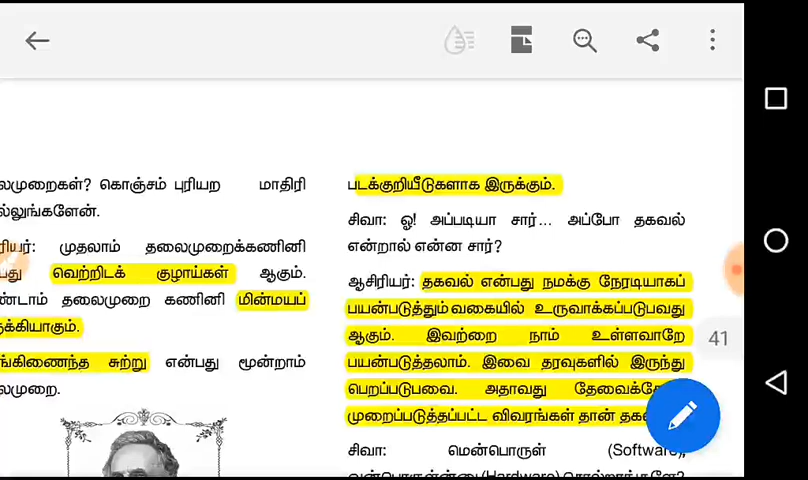 லமுறைகள்? கொஞ்சம் புரியற மாதிரி
ல்லுங்களேன்.
ரியர்: முதலாம் தலைமுறைக்கணினி
பது வெற்றிடக் குழாய்கள் ஆகும்.
ண்டாம் தலைமுறை கணினி மின்மயப்
ருக்கியாகும்.
ங்கிணைந்த சுற்று என்பது மூன்றாம்
லமுறை.
படக்குறியீடுகளாக இருக்கும்.
சிவா: ஓ! அப்படியா சார்... அப்போ தகவல்
என்றால் என்ன சார்?
ஆசிரியர்: தகவல் என்பது நமக்கு நேரடியாகப்
பயன்படுத்தும் வகையில் உருவாக்கப்படுபவது
ஆகும். இவற்றை நாம் உள்ளவாறே
பயன்படுத்தலாம். இவை தரவுகளில் இருந்து
பெறப்படுபவை. அதாவது
முறைப்படுத்தப்பட்ட விவரங்கள் தான்
சிவா: மென்பொருள் (Software),
41